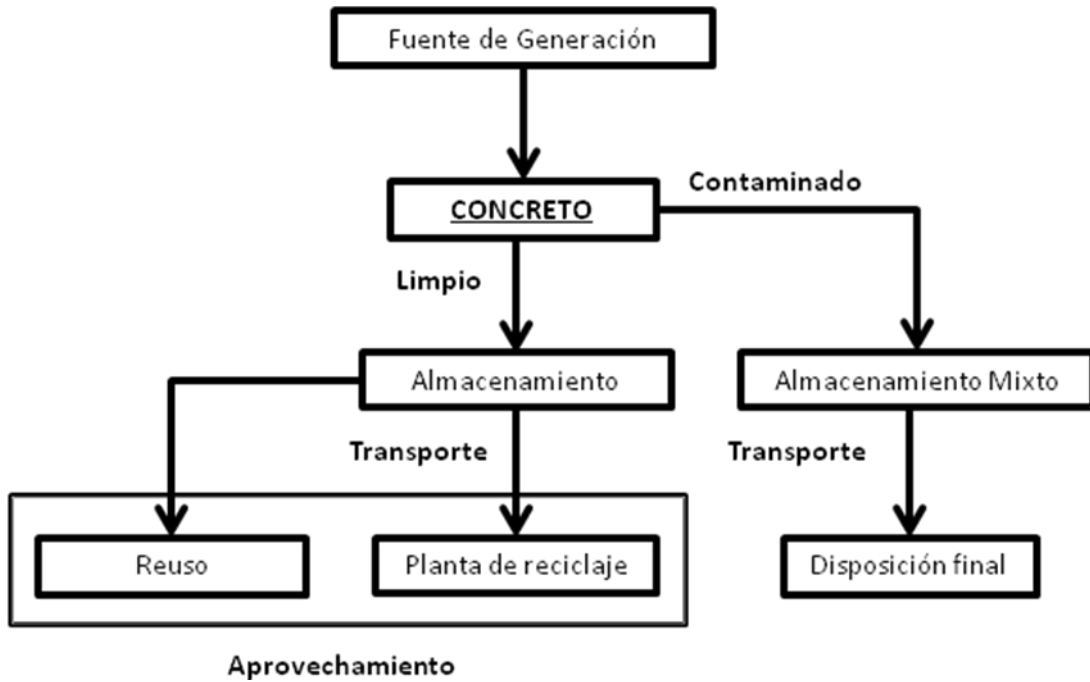 Fuente de Generación
Contaminado
CONCRETO
Limpio
Almacenamiento
Almacenamiento Mixto
Transporte
Transporte
Reuso
Planta de reciclaje
Disposición final
Aprovechamiento